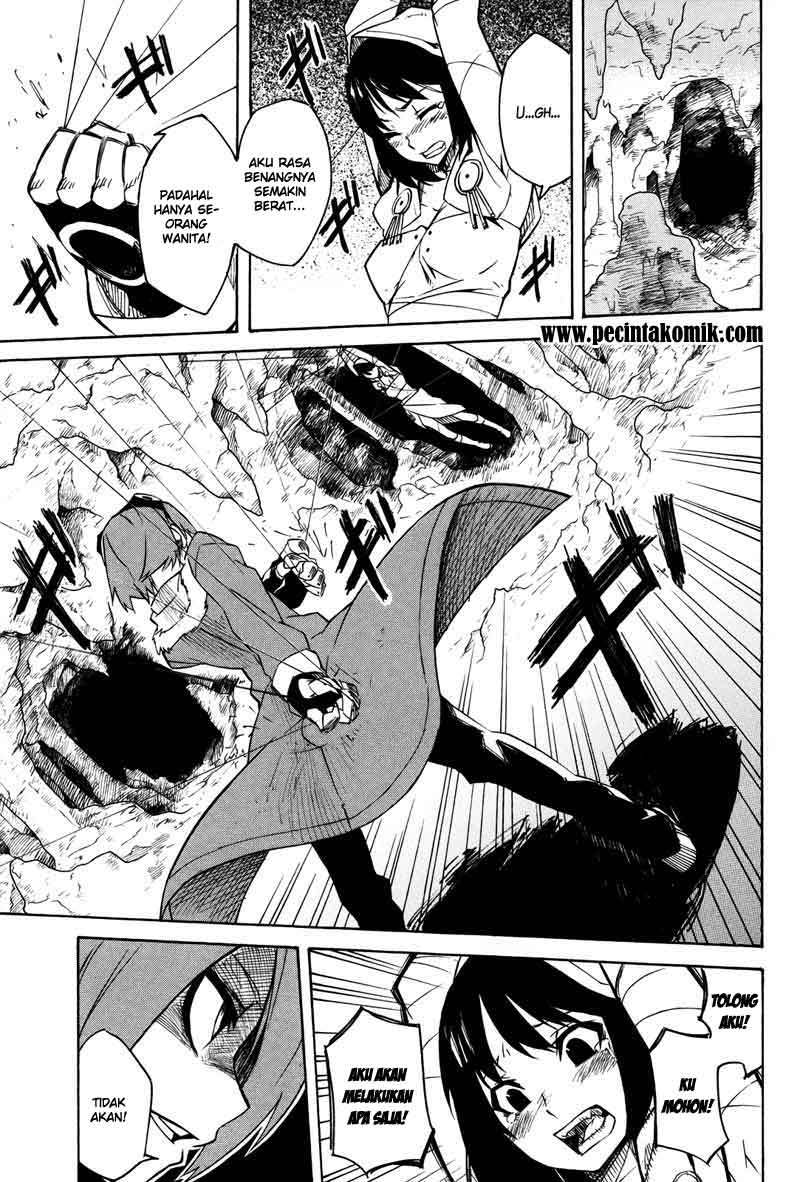 U...GH...
AKU RASA
BENANGNYA
SEMAKIN
BERAT...
PADAHAL
HANYA SE-
ORANG
WANITA!
www.pecintakomik.com
TOLONG
AKU!
KU
MOHON!
AKU AKAN
MELAKUKAN
APA SAJA!
TIDAK
AKAN!